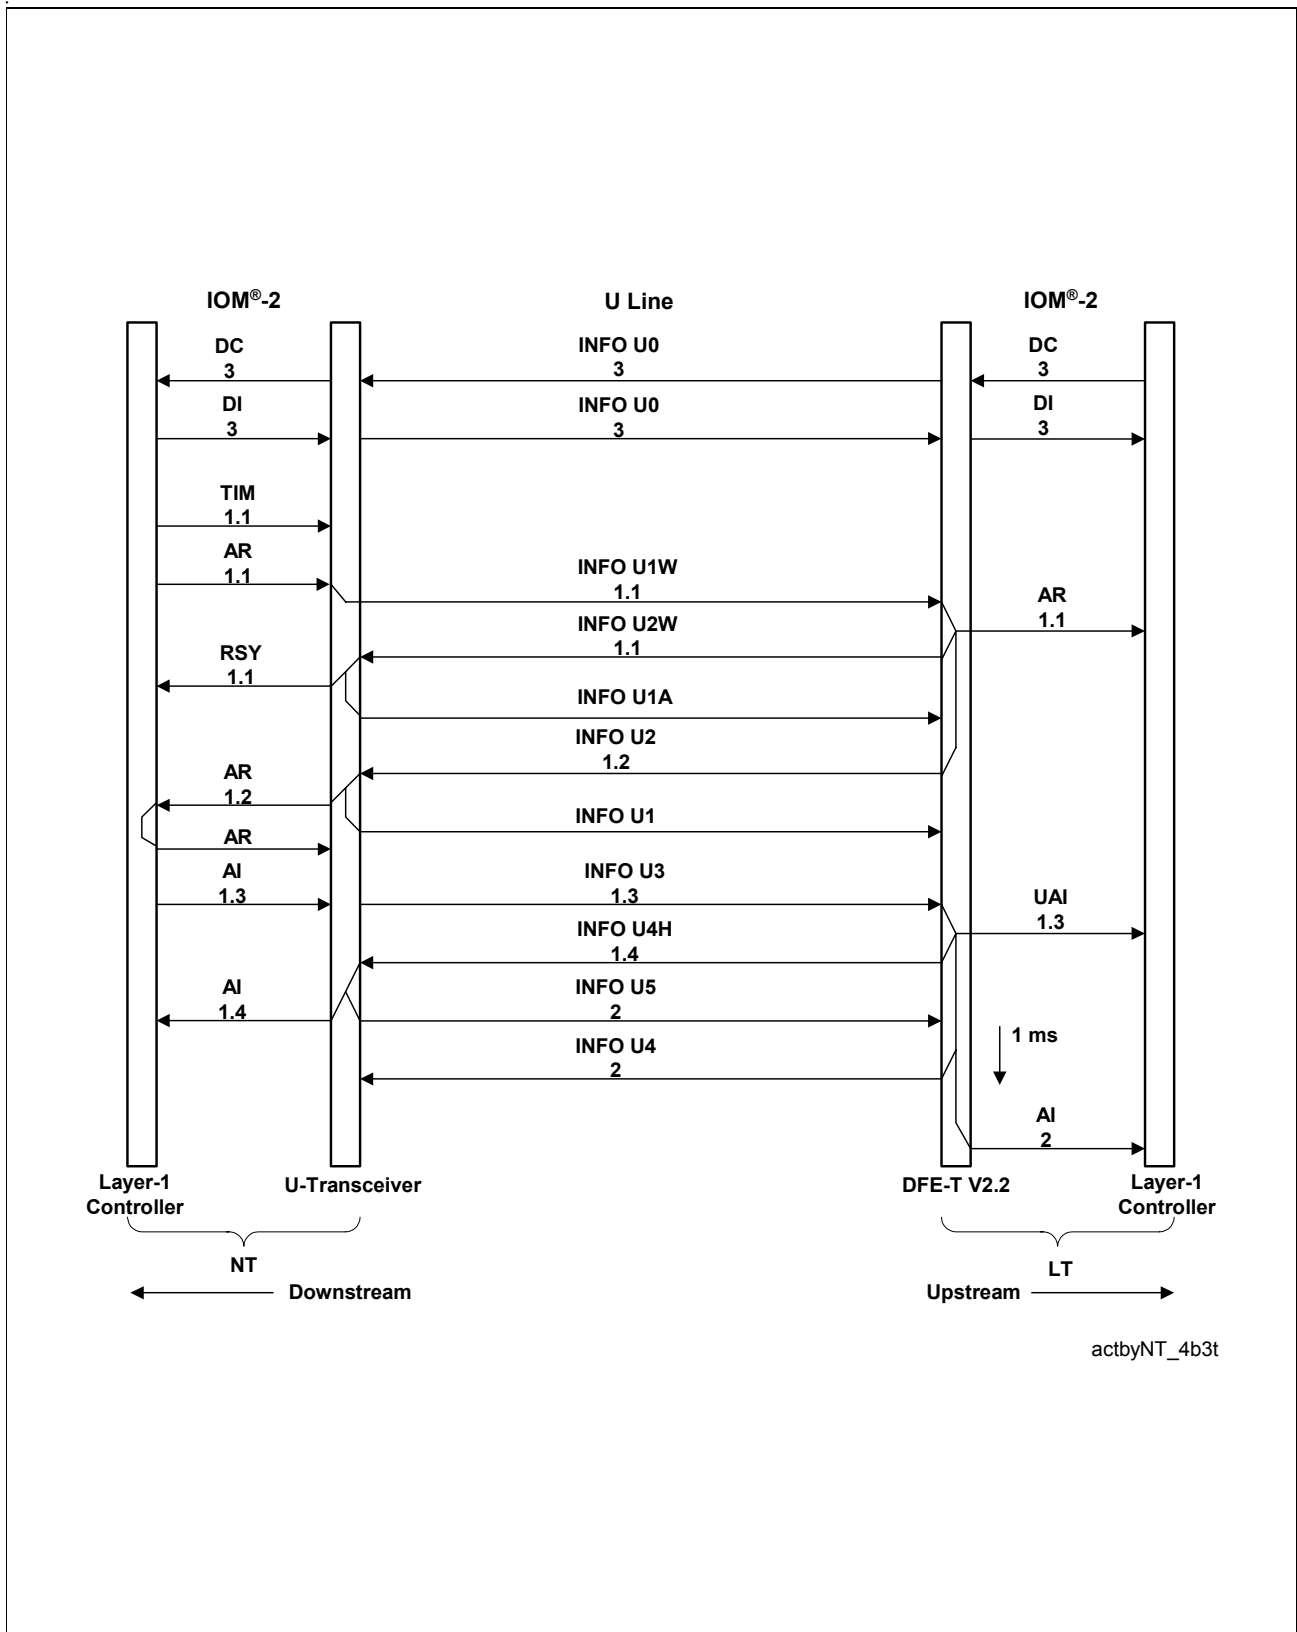 IOM®-2 U Line IOM®-2
DC INFO U0 DC
3 3 3
DI INFO U0 DI
3 3 3
TIM
1.1
AR INFO U1W
1.1 1.1 AR
INFO U2W 1.1
RSY 1.1
1.1
INFO U1A
INFO U2
AR 1.2
1.2
INFO U1
AR
AI INFO U3
1.3 1.3 UAI
INFO U4H 1.3
1.4
AI INFO U5
1.4 2
1 ms
INFO U4
2
AI
2
Layer-1 U-Transceiver DFE-T V2.2 Layer-1
Controller Controller
NT LT
Downstream Upstream
actbyNT_4b3t